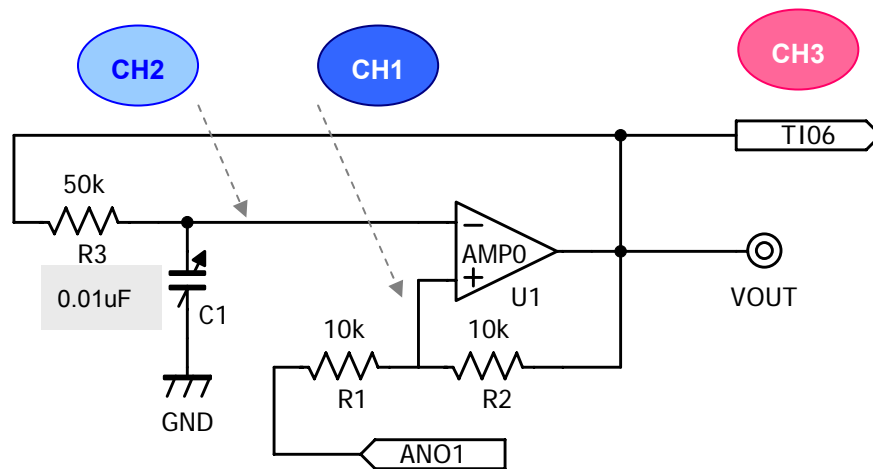 CH2
CH1
CH3
TI06
50k
R3
0.01uF
C1
GND
AMP0
U1
VOUT
10k
10k
R1
R2
ANO1